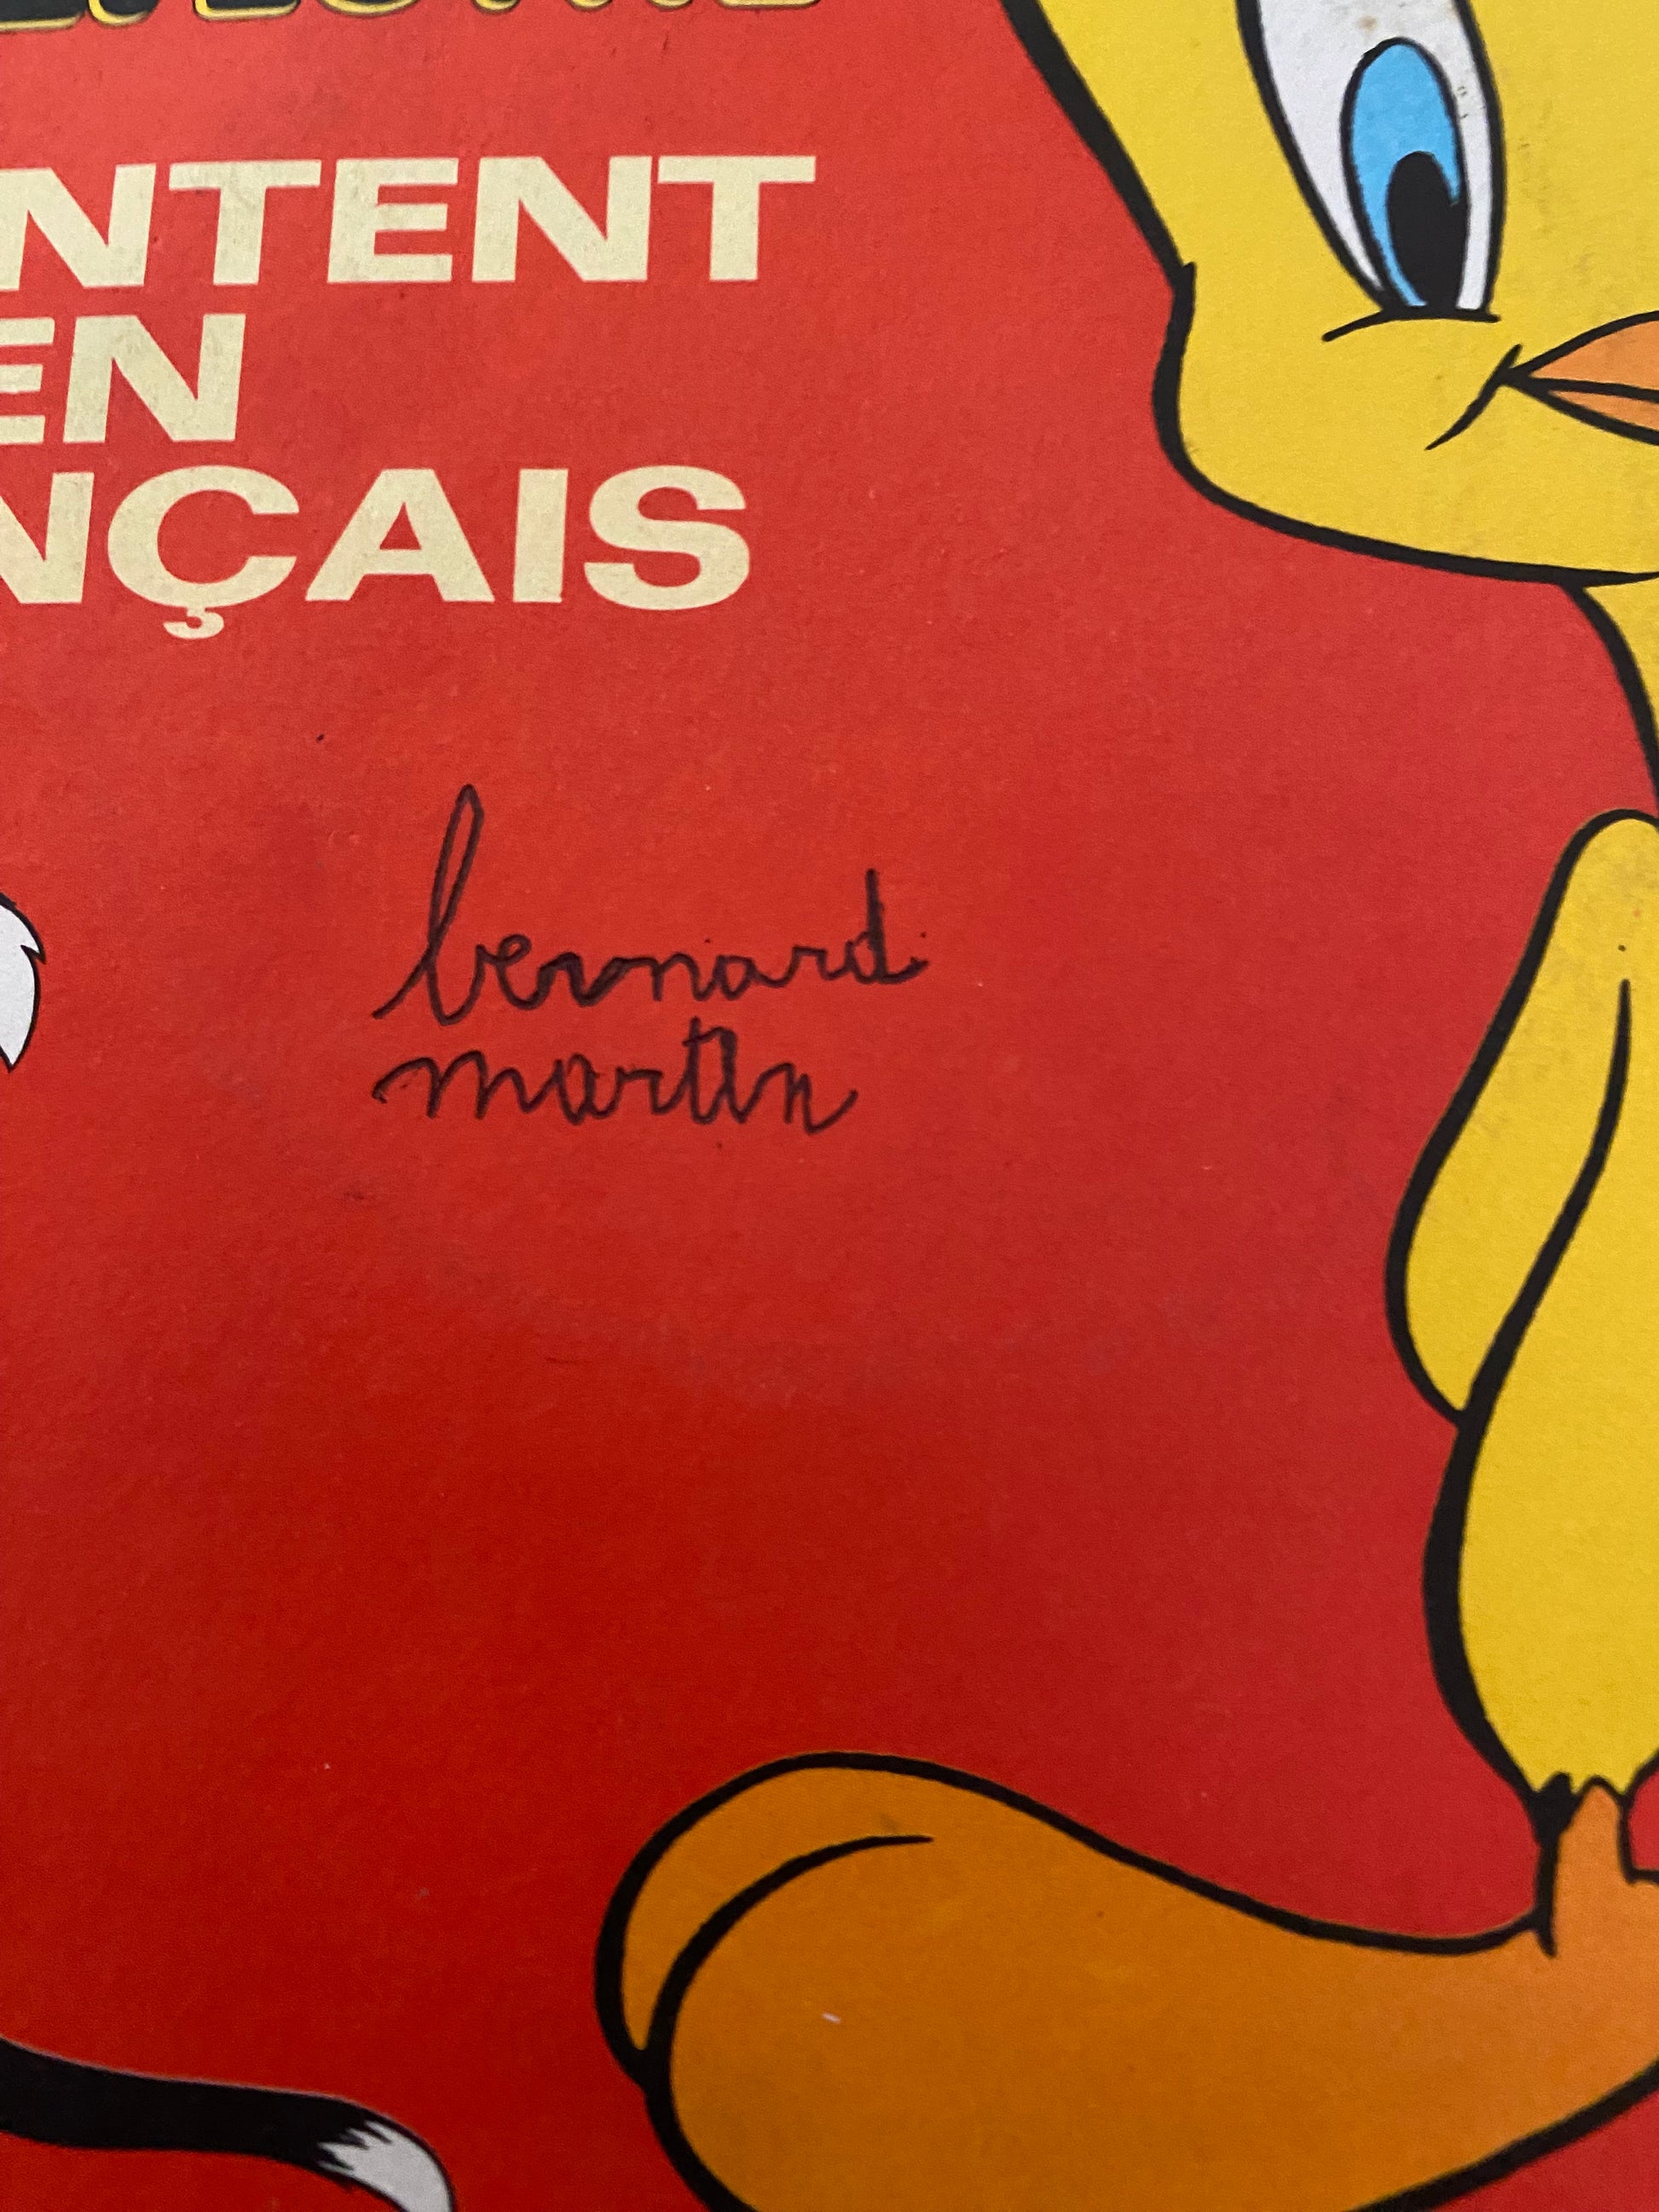 NTENT
EN
NÇAIS
bernard
martin